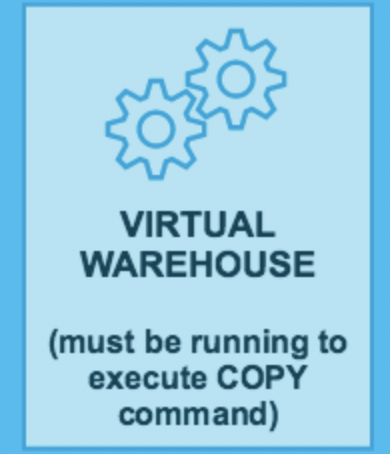 VIRTUAL
WAREHOUSE
(must be running to
execute COPY
command)